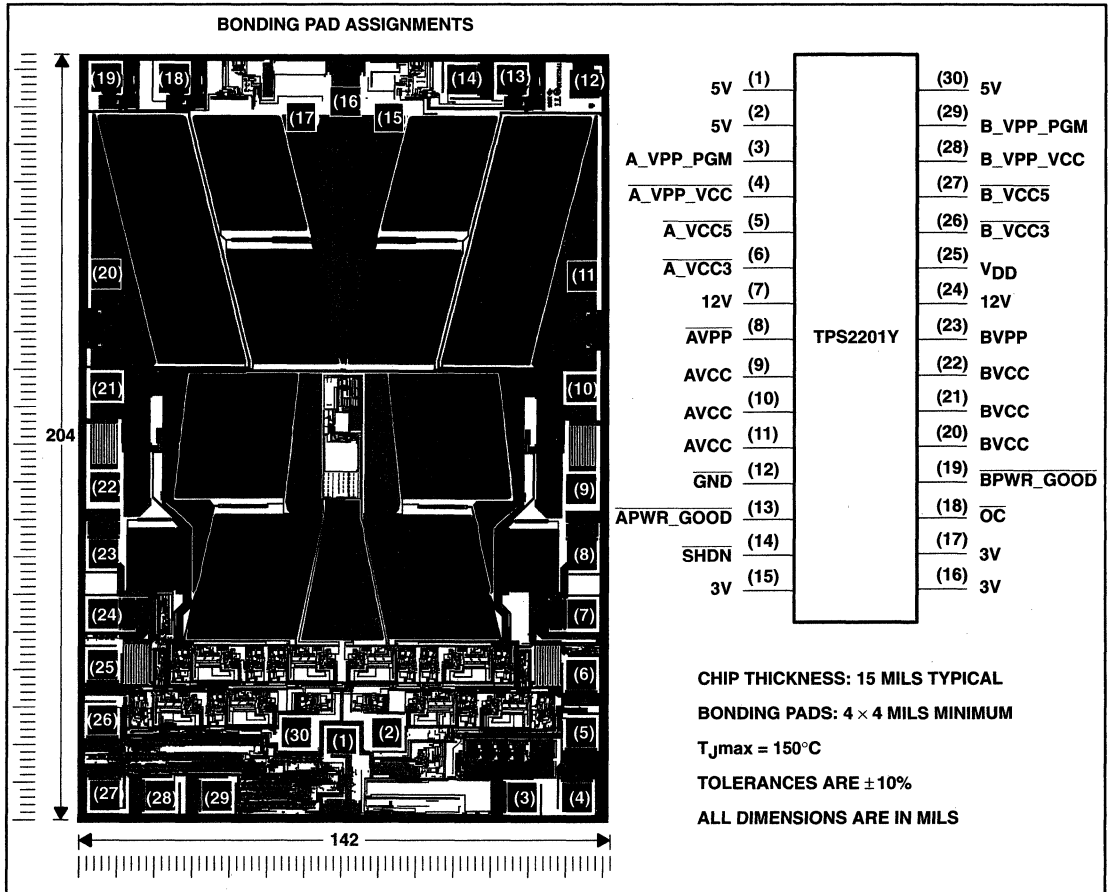 BONDING PAD ASSIGNMENTS
(19) (18) (14) (13) (12)
(17) (16) (15)
(20) (11
(21) (10)
204
(22) (9)
(23) (8)
(24) (7)
(25) (6)
(26) (30 (1) (2) (5)
(27) (28) (29) (3) (4)
142
5V (1) (30) 5V
5V (2) (29) B_VPP_PGM
A_VPP_PGM (3) (28) B_VPP_VCC
A_VPP_VCC (4) (27) B_VCC5
A_VCC5 (5) (26) B_VCC3
A_VCC3 (6) (25) VDD
12V (7) (24) 12V
AVPP (8) TPS2201Y (23) BVPP
AVCC (9) (22) BVCC
AVCC (10) (21) BVCC
AVCC (11) (20) BVCC
GND (12) (19) BPWR_GOOD
APWR_GOOD (13) (18) OC
SHDN (14) (17) 3V
3V (15) (16) 3V
CHIP THICKNESS: 15 MILS TYPICAL
BONDING PADS: 4 × 4 MILS MINIMUM
TJmax = 150°C
TOLERANCES ARE ±10%
ALL DIMENSIONS ARE IN MILS